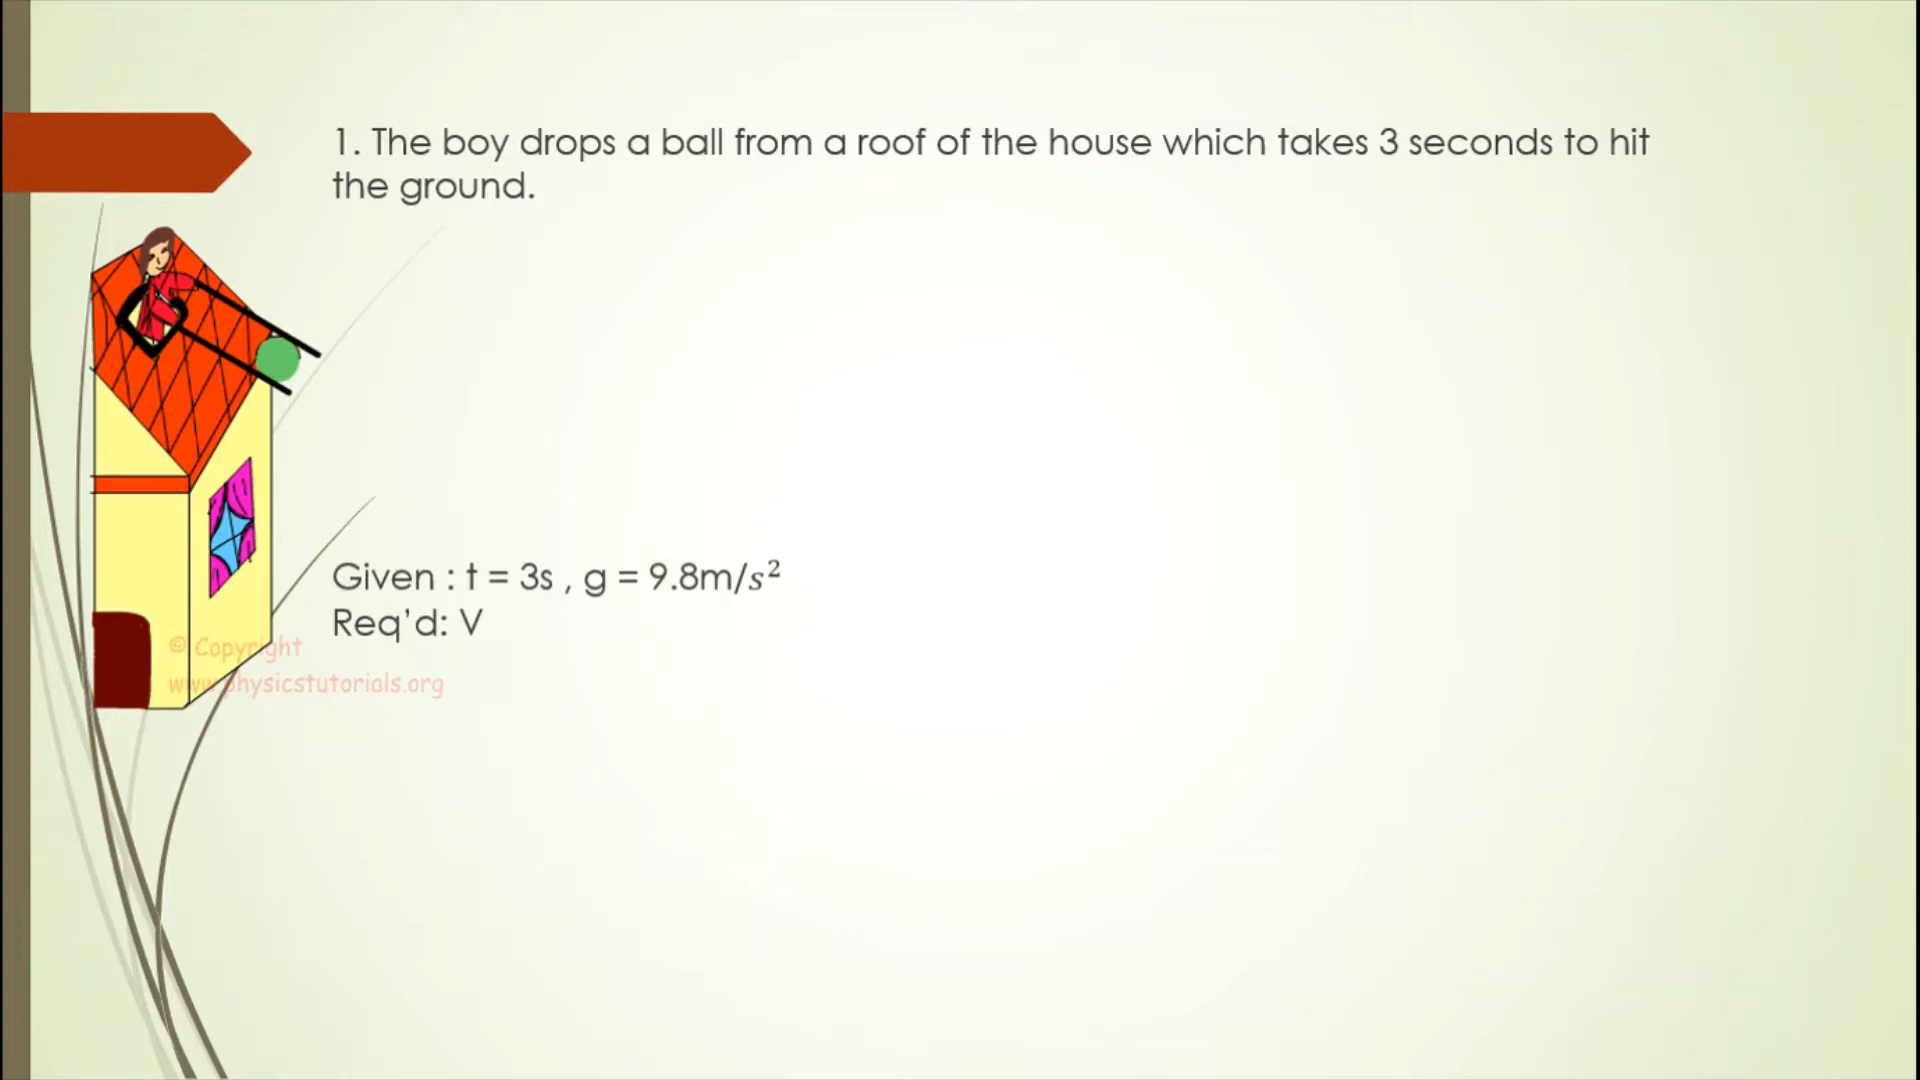 1. The boy drops a ball from a roof of the house which takes 3 seconds to hit
the ground.
Given : t = 3s , g = 9.8m/s²
Req’d: V
© Copyright
www.physicstutorials.org